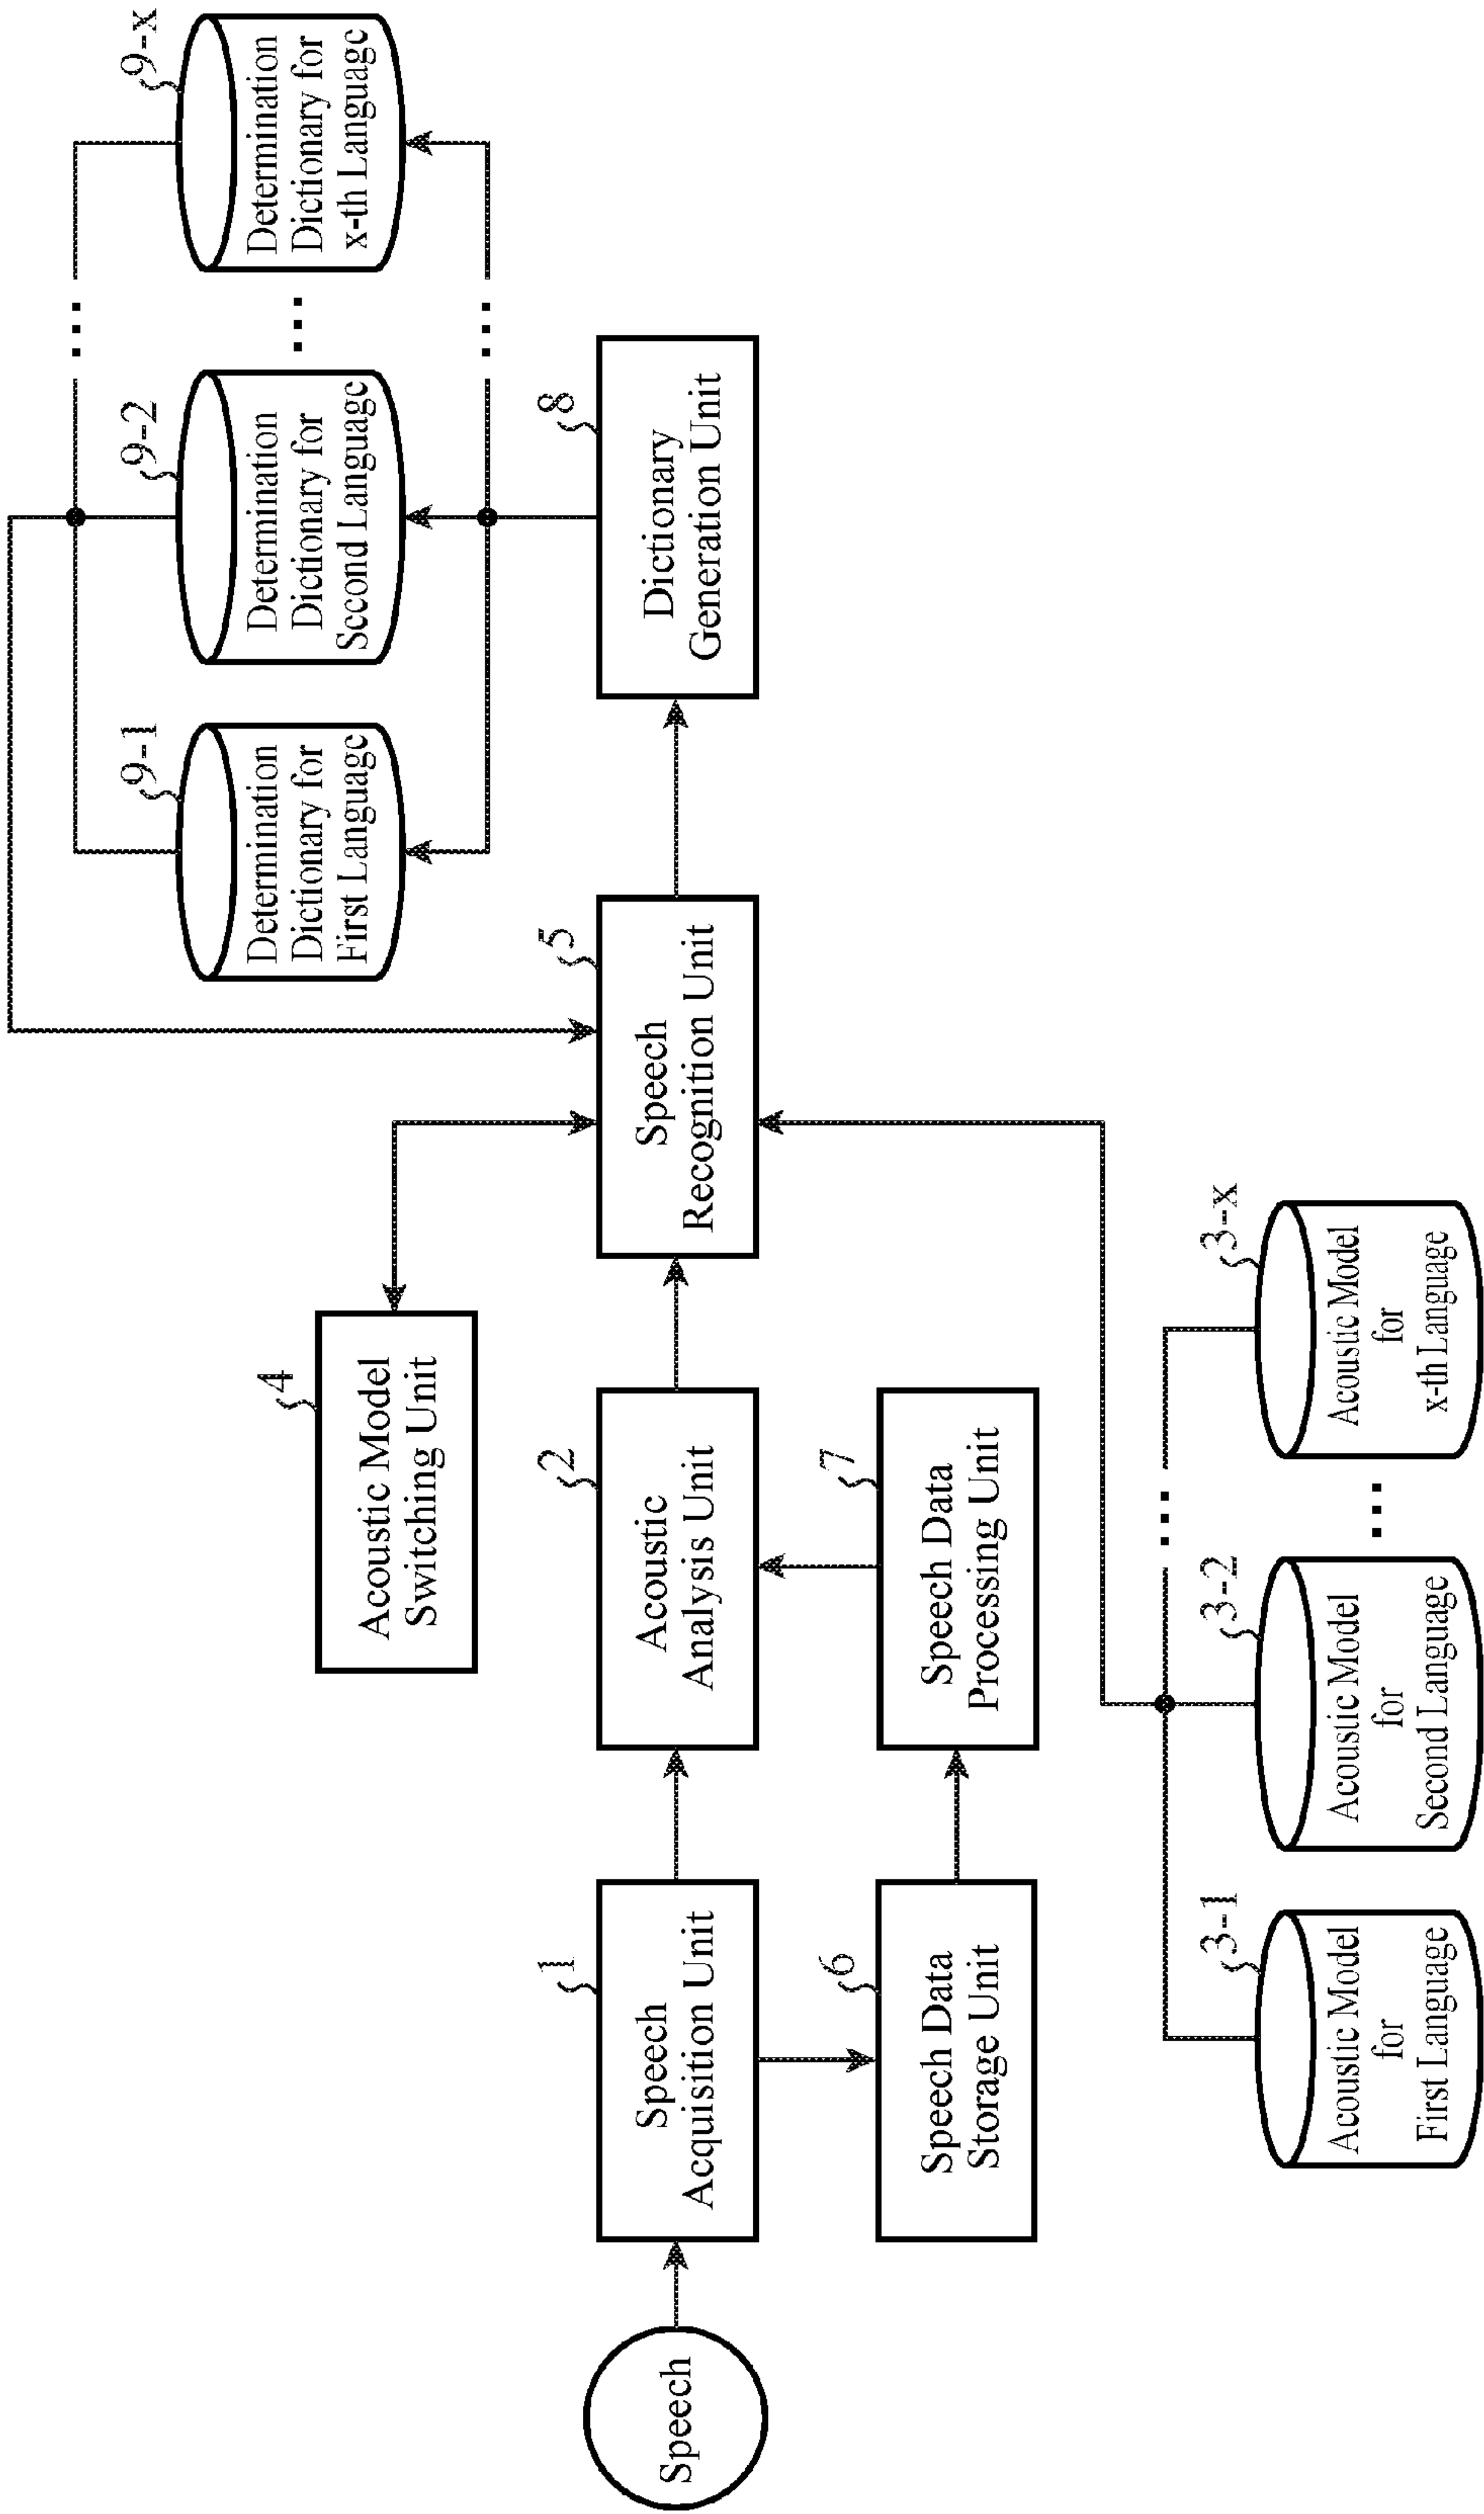 9-1
Determination
Dictionary for
First Language
9-2
Determination
Dictionary for
Second Language
...
9-x
Determination
Dictionary for
x-th Language
...
...
4
Acoustic Model
Switching Unit
Speech
1
Speech
Acquisition Unit
2
Acoustic
Analysis Unit
5
Speech
Recognition Unit
8
Dictionary
Generation Unit
6
Speech Data
Storage Unit
7
Speech Data
Processing Unit
...
3-1
Acoustic Model
for
First Language
3-2
Acoustic Model
for
Second Language
...
3-x
Acoustic Model
for
x-th Language